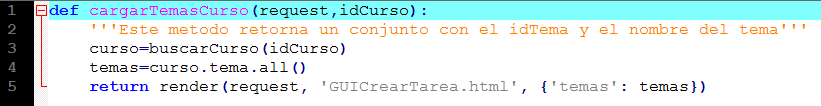 1 def cargarTemasCurso(request,idCurso):
2 '''Este metodo retorna un conjunto con el idTema y el nombre del tema'''
3 curso=buscarCurso(idCurso)
4 temas=curso.tema.all()
5 return render(request, 'GUICrearTarea.html', {'temas': temas})